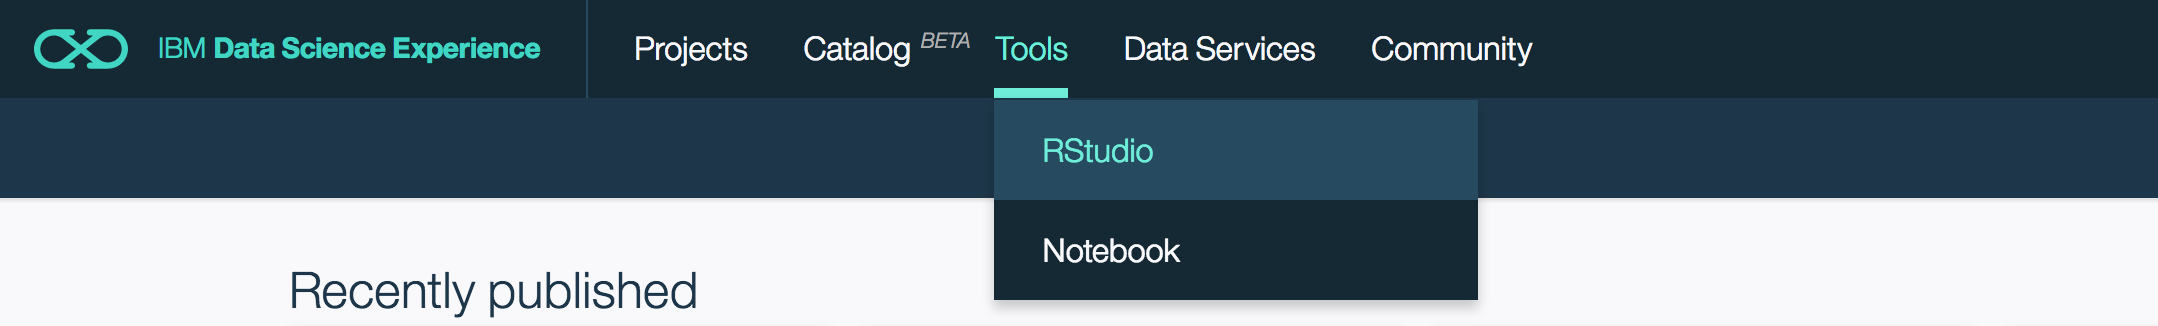 IBM Data Science Experience Projects Catalog BETA Tools Data Services Community
RStudio
Notebook
Recently published